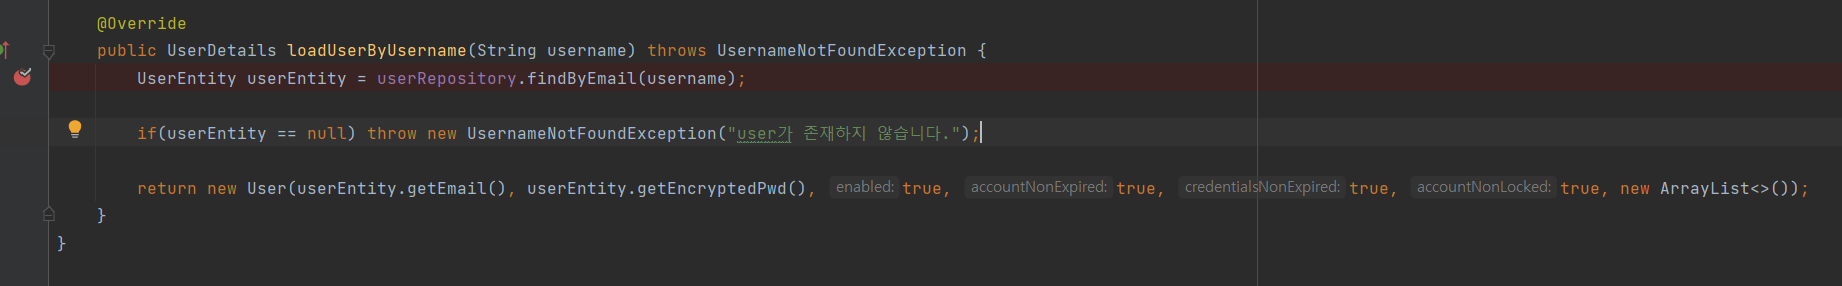 @Override
public UserDetails loadUserByUsername(String username) throws UsernameNotFoundException {
UserEntity userEntity = userRepository.findByEmail(username);
if(userEntity == null) throw new UsernameNotFoundException("user가 존재하지 않습니다.");
return new User(userEntity.getEmail(), userEntity.getEncryptedPwd(), enabled: true, accountNonExpired: true, credentialsNonExpired: true, accountNonLocked: true, new ArrayList<>());
}
}